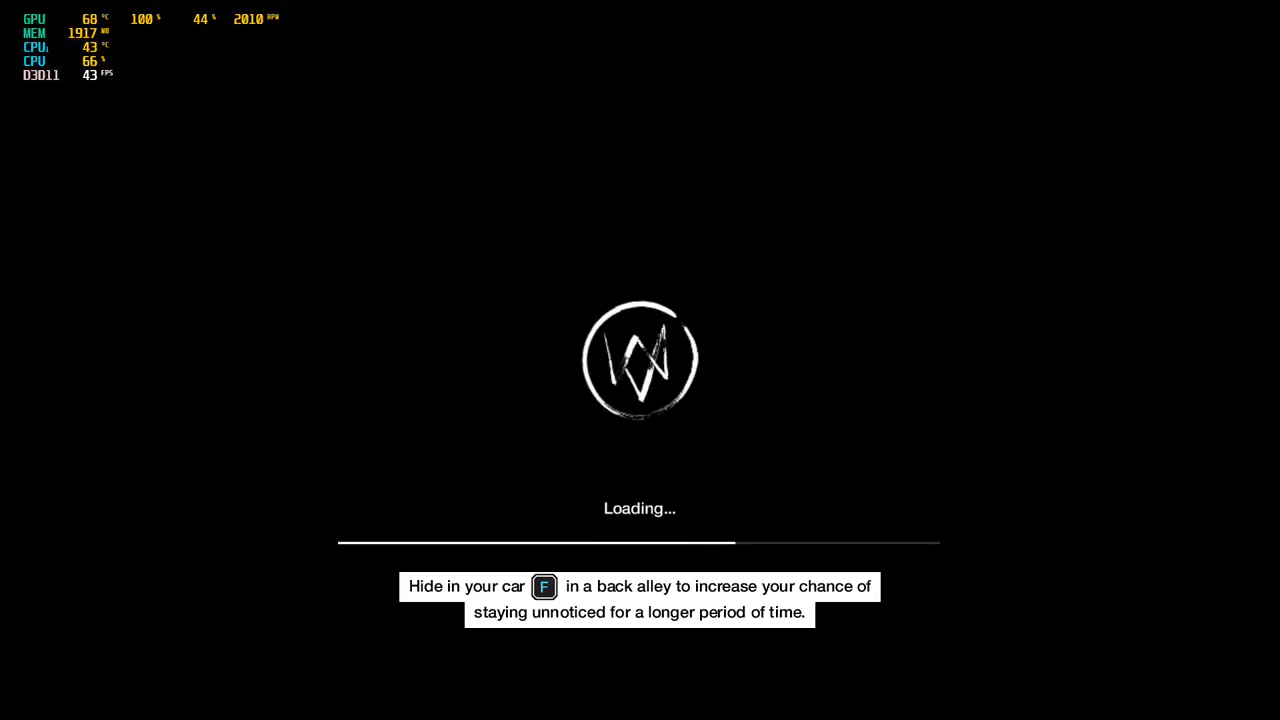 GPU 68 °C 100 % 44 % 2010 RPM
MEM 1917 MB
CPU1 43 °C
CPU 66 %
D3D11 43 FPS
Loading...
Hide in your car F in a back alley to increase your chance of
staying unnoticed for a longer period of time.